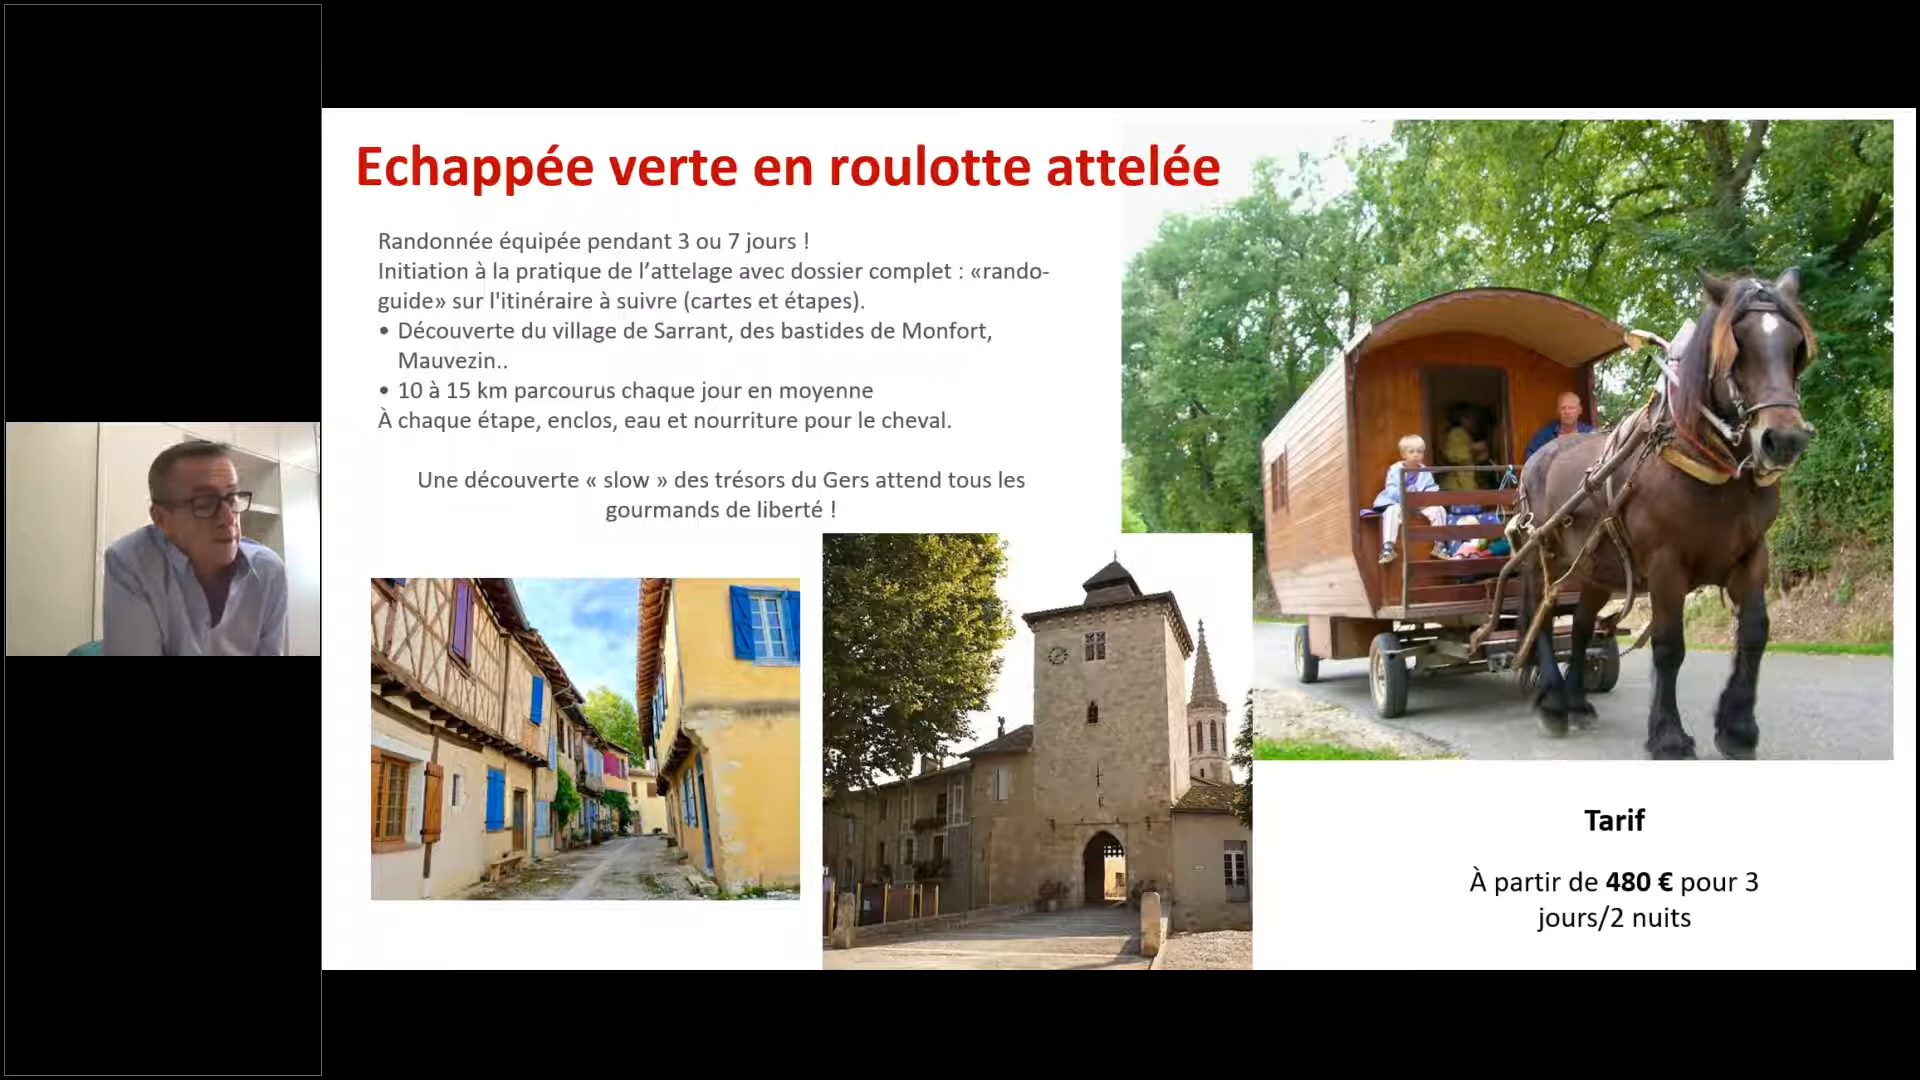 Echappée verte en roulotte attelée
Randonnée équipée pendant 3 ou 7 jours !
Initiation à la pratique de l’attelage avec dossier complet : «rando-
guide» sur l'itinéraire à suivre (cartes et étapes).
• Découverte du village de Sarrant, des bastides de Monfort,
Mauvezin..
• 10 à 15 km parcourus chaque jour en moyenne
À chaque étape, enclos, eau et nourriture pour le cheval.
Une découverte « slow » des trésors du Gers attend tous les
gourmands de liberté !
Tarif
À partir de 480 € pour 3
jours/2 nuits